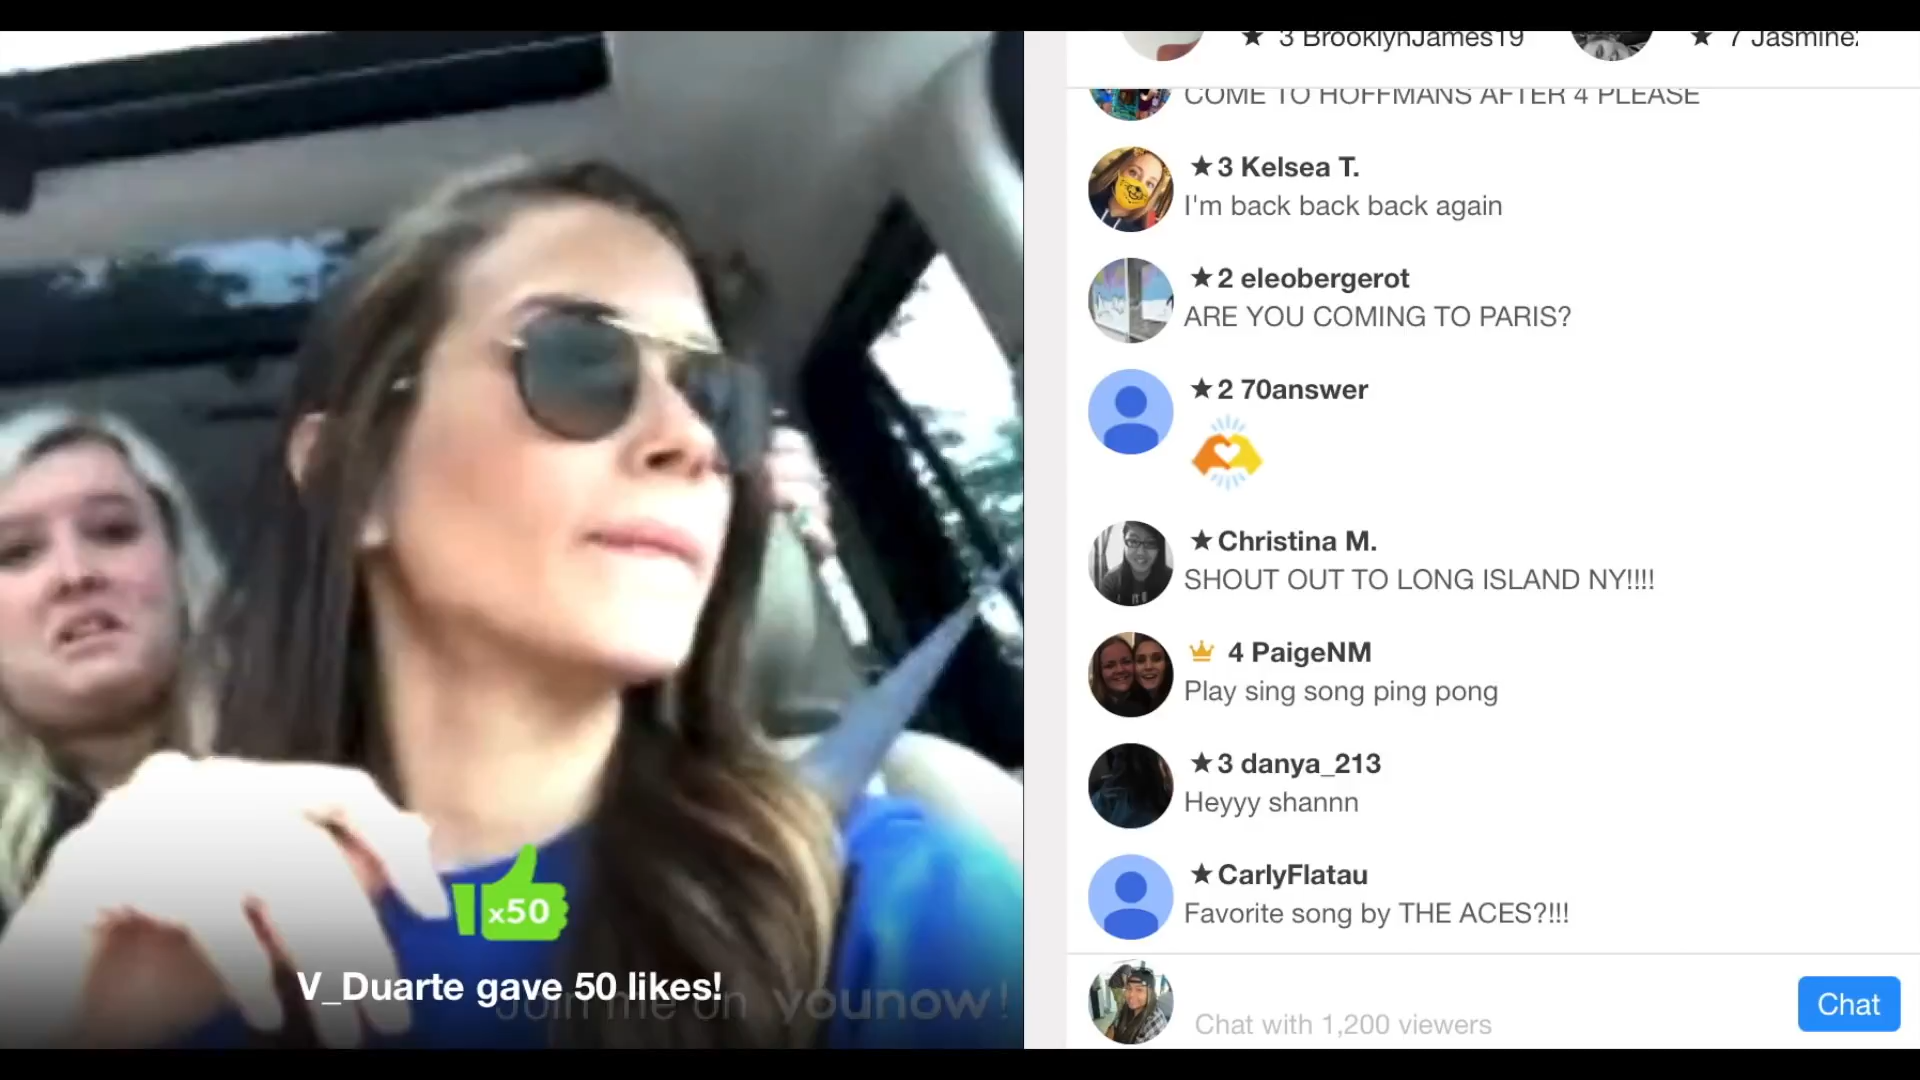 ★ 3 BrooklynJames19
★ 7 Jasmine
COME TO HOFFMANS AFTER 4 PLEASE
★ 3 Kelsea T.
I'm back back back again
★ 2 eleobergerot
ARE YOU COMING TO PARIS?
★ 2 70answer
★ Christina M.
SHOUT OUT TO LONG ISLAND NY!!!!
4 PaigeNM
Play sing song ping pong
★ 3 danya_213
Heyyy shannn
★ CarlyFlatau
Favorite song by THE ACES?!!!
x50
V_Duarte gave 50 likes!
Join me on younow!
Chat with 1,200 viewers
Chat